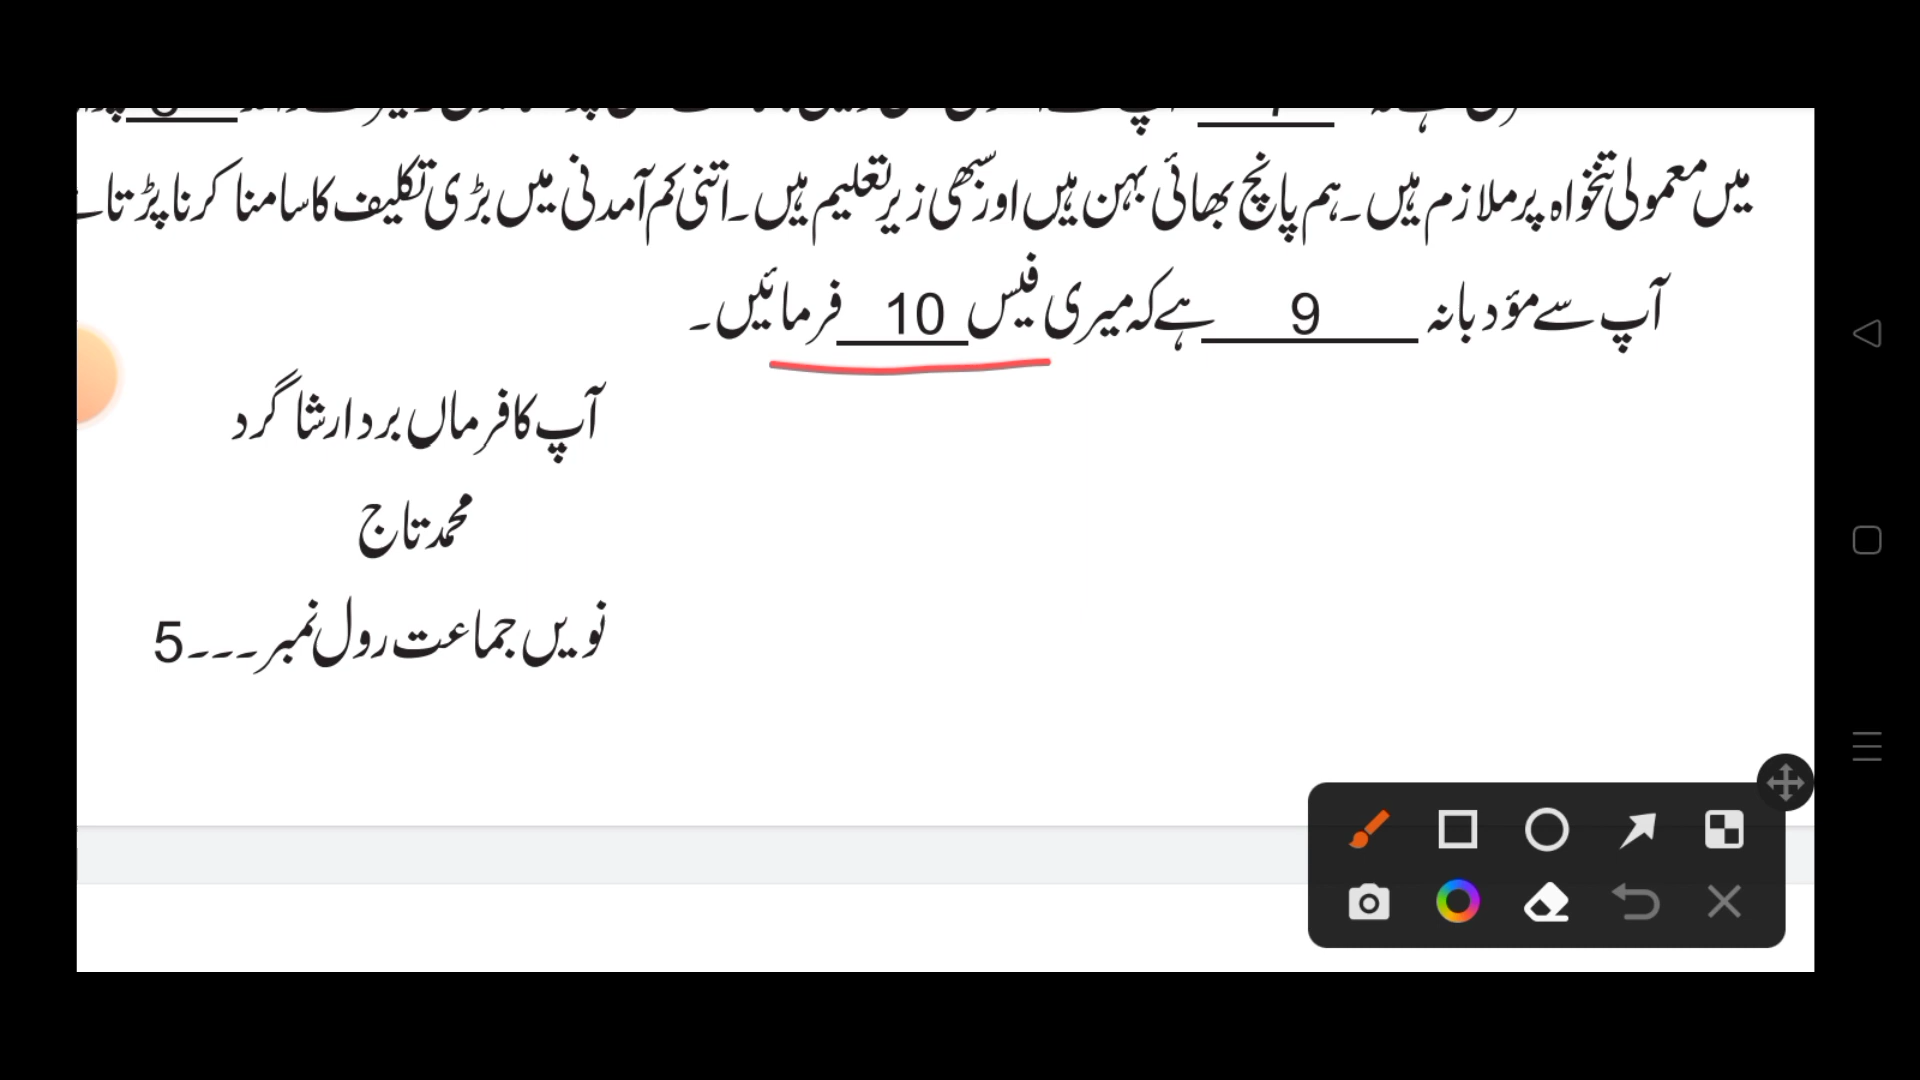 میں معمولی تنخواہ پر ملازم ہیں۔ ہم پانچ بھائی بہن ہیں اور سبھی زیر تعلیم ہیں۔ اتنی کم آمدنی میں بڑی تکلیف کا سامنا کرنا پڑتا
آپ سے مؤدبانہ 9 ہے کہ میری فیس 10 فرمائیں۔
آپ کا فرماں بردار شاگرد
محمد تاج
نویں جماعت رول نمبر۔۔۔5